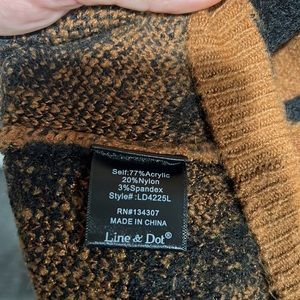 Self:77%Acrylic
20%Nylon
3%Spandex
Style#:LD4225L
RN#134307
MADE IN CHINA
Line & Dot®